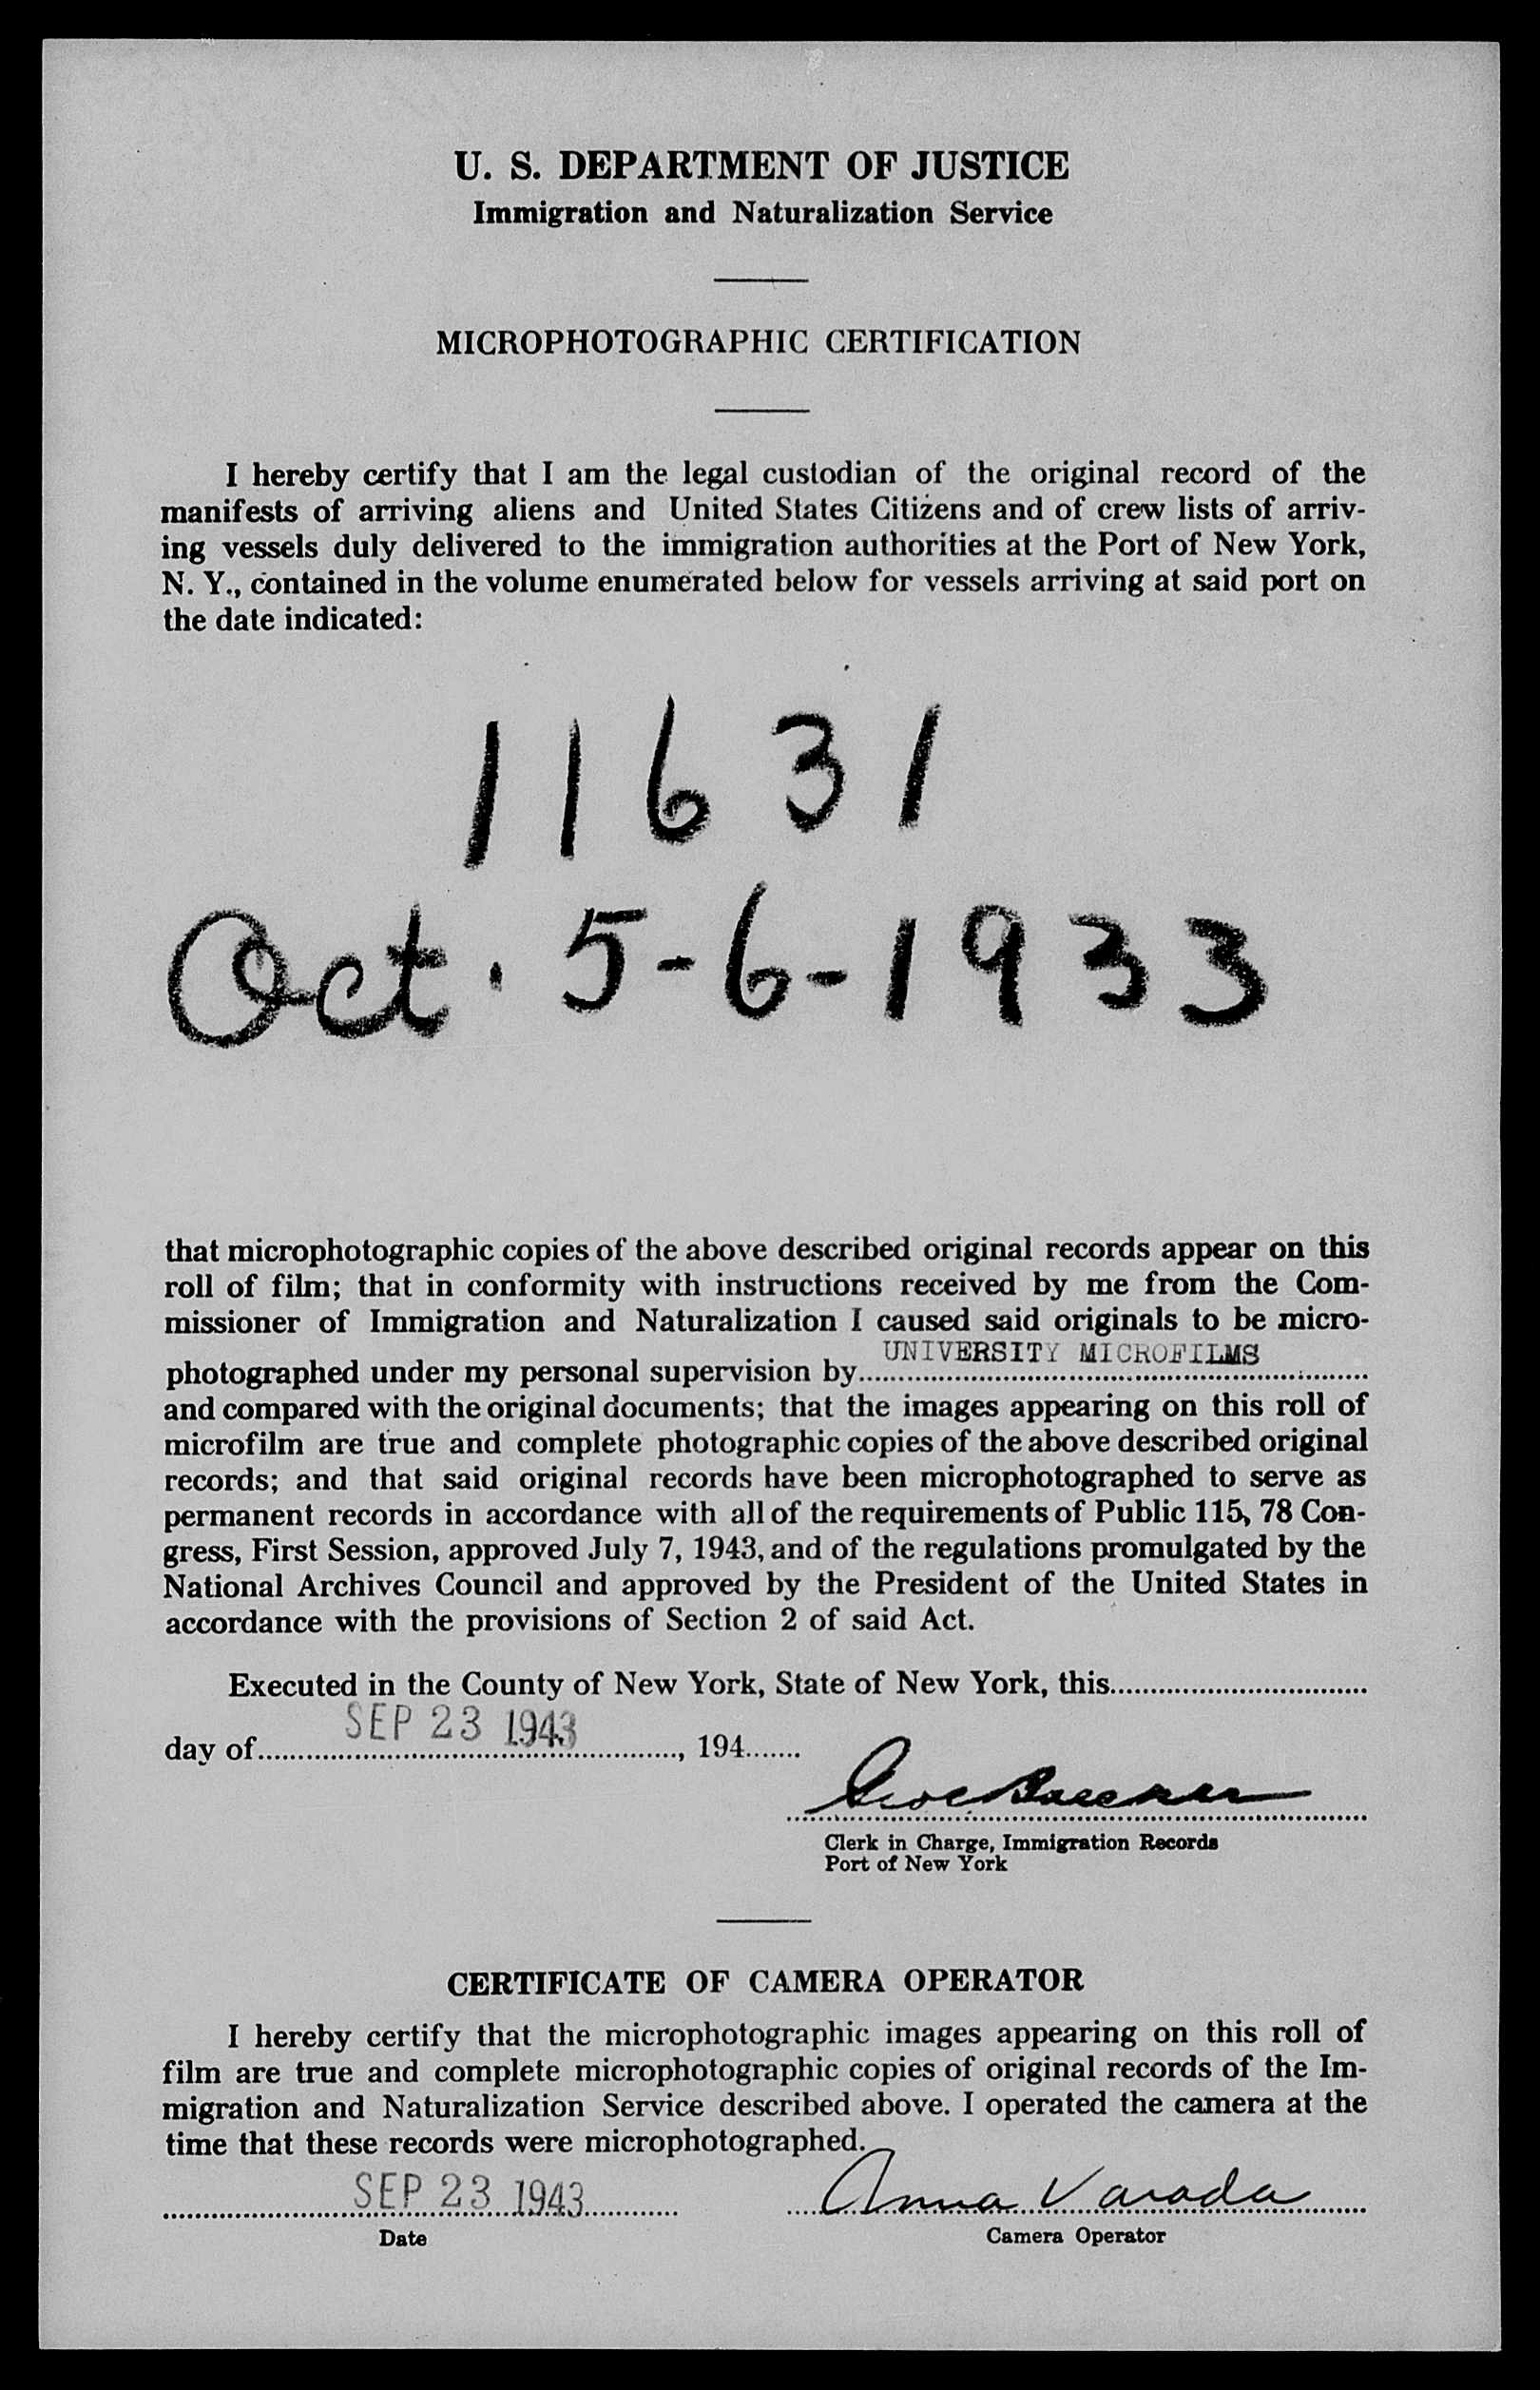 U. S. DEPARTMENT OF JUSTICE
Immigration and Naturalization Service
MICROPHOTOGRAPHIC CERTIFICATION
I hereby certify that I am the legal custodian of the original record of the
manifests of arriving aliens and United States Citizens and of crew lists of arriv-
ing vessels duly delivered to the immigration authorities at the Port of New York,
N. Y., contained in the volume enumerated below for vessels arriving at said port on
the date indicated:
11631
Oct. 5-6-1933
that microphotographic copies of the above described original records appear on this
roll of film; that in conformity with instructions received by me from the Com-
missioner of Immigration and Naturalization I caused said originals to be micro-
photographed under my personal supervision by UNIVERSITY MICROFILMS
and compared with the original documents; that the images appearing on this roll of
microfilm are true and complete photographic copies of the above described original
records; and that said original records have been microphotographed to serve as
permanent records in accordance with all of the requirements of Public 115, 78 Con-
gress, First Session, approved July 7, 1943, and of the regulations promulgated by the
National Archives Council and approved by the President of the United States in
accordance with the provisions of Section 2 of said Act.
Executed in the County of New York, State of New York, this
day of SEP 23 1943, 194
Clerk in Charge, Immigration Records
Port of New York
CERTIFICATE OF CAMERA OPERATOR
I hereby certify that the microphotographic images appearing on this roll of
film are true and complete microphotographic copies of original records of the Im-
migration and Naturalization Service described above. I operated the camera at the
time that these records were microphotographed.
SEP 23 1943 Anna Varada
Date Camera Operator